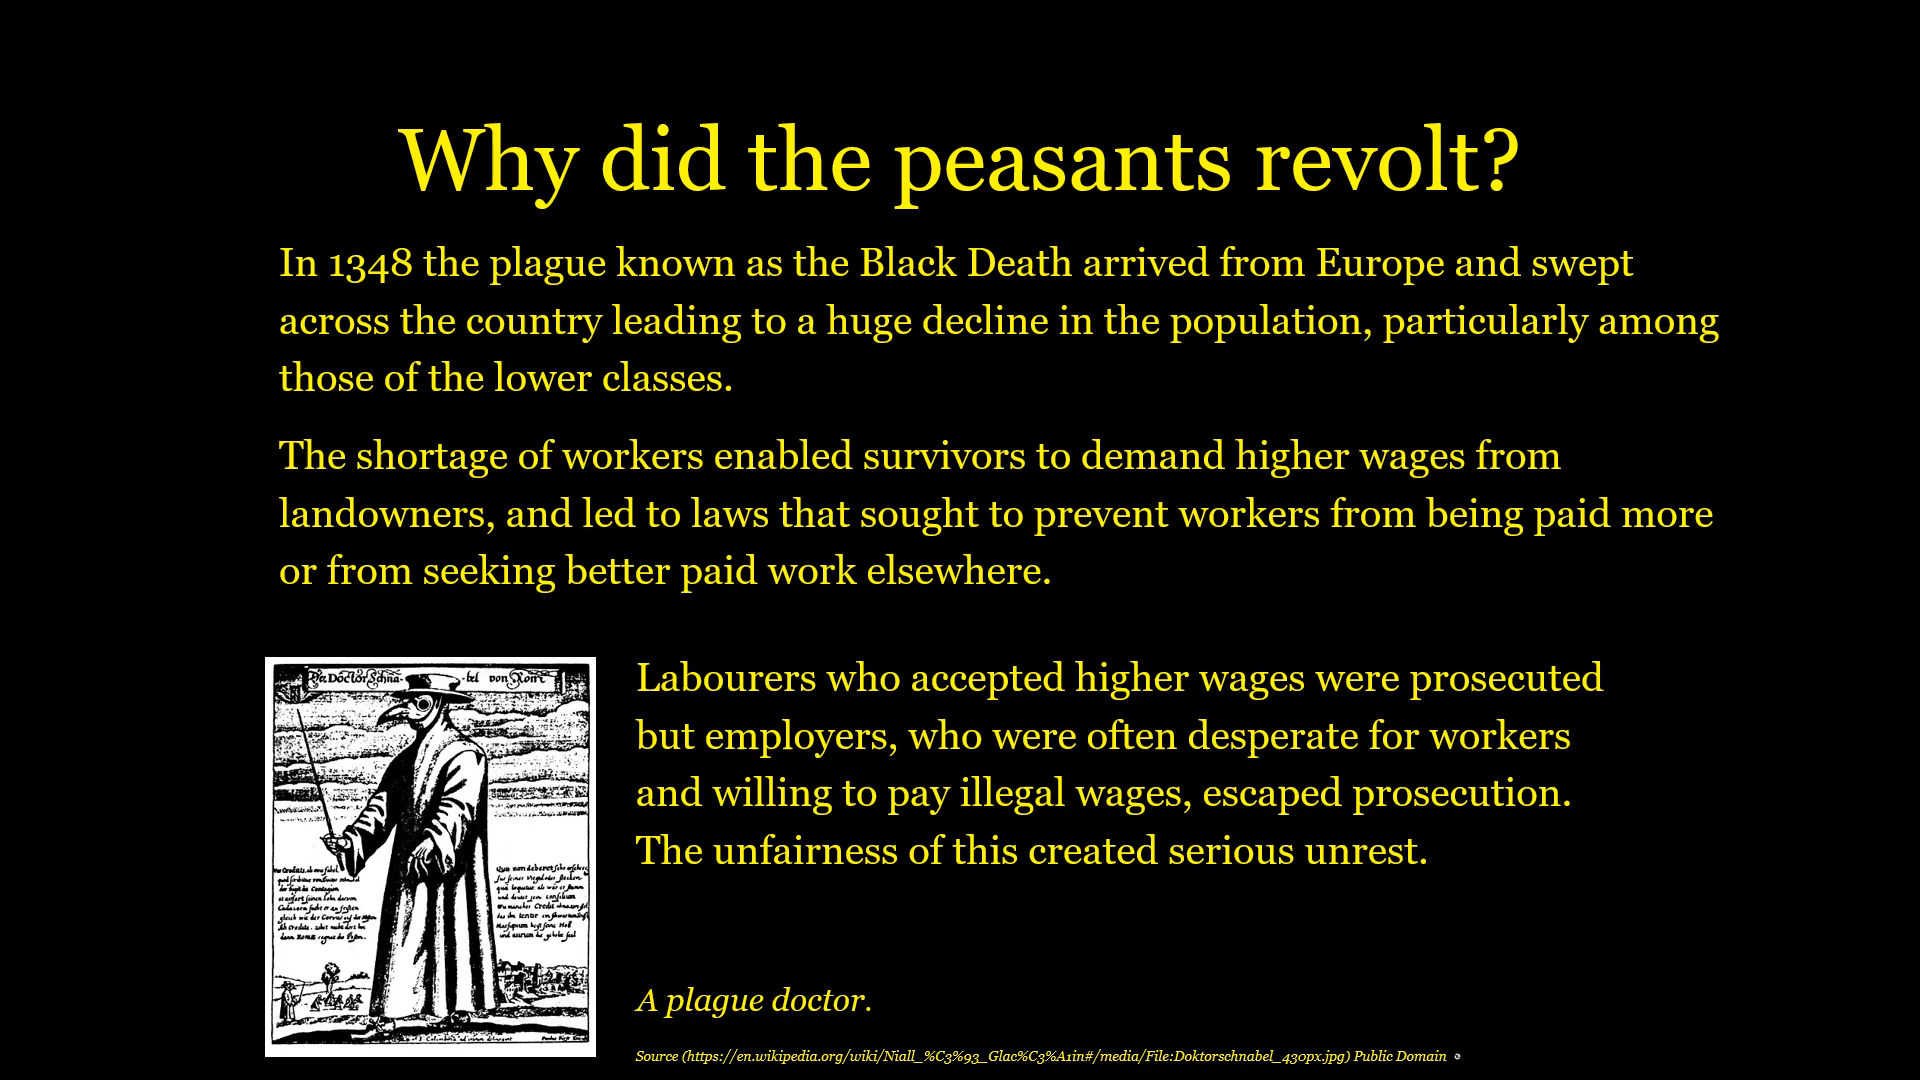 Why did the peasants revolt?
In 1348 the plague known as the Black Death arrived from Europe and swept
across the country leading to a huge decline in the population, particularly among
those of the lower classes.
The shortage of workers enabled survivors to demand higher wages from
landowners, and led to laws that sought to prevent workers from being paid more
or from seeking better paid work elsewhere.
Labourers who accepted higher wages were prosecuted
but employers, who were often desperate for workers
and willing to pay illegal wages, escaped prosecution.
The unfairness of this created serious unrest.
A plague doctor.
Source (https://en.wikipedia.org/wiki/Niall_%C3%93_Glac%C3%A1in#/media/File:Doktorschnabel_430px.jpg) Public Domain